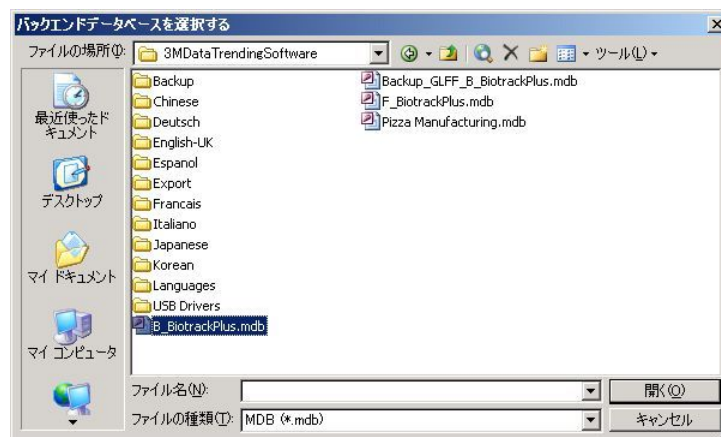 バックエンドデータベースを選択する
ファイルの場所(I):
3MDataTrendingSoftware
ツール(L)
最近使ったドキュメント
デスクトップ
マイ ドキュメント
マイ コンピュータ
Backup
Chinese
Deutsch
English-UK
Espanol
Export
Francais
Italiano
Japanese
Korean
Languages
USB Drivers
B_BiotrackPlus.mdb
Backup_GLFF_B_BiotrackPlus.mdb
F_BiotrackPlus.mdb
Pizza Manufacturing.mdb
ファイル名(N):
開く(O)
ファイルの種類(T):
MDB (*.mdb)
キャンセル